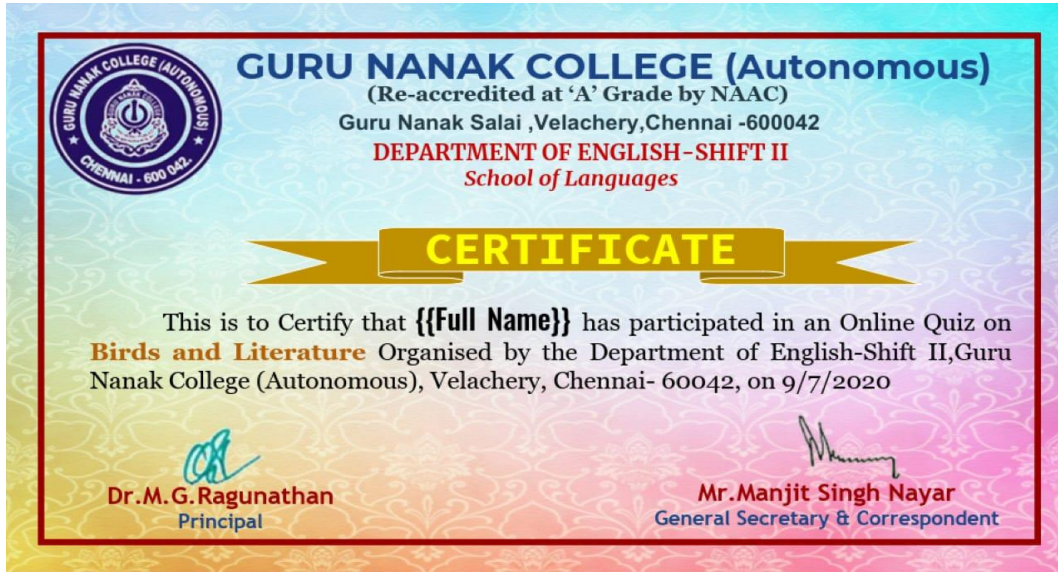 GURU NANAK COLLEGE (AUTONOMOUS)
CHENNAI - 600 042.
GURU NANAK COLLEGE (Autonomous)
(Re-accredited at ‘A’ Grade by NAAC)
Guru Nanak Salai ,Velachery,Chennai -600042
DEPARTMENT OF ENGLISH-SHIFT II
School of Languages
CERTIFICATE
This is to Certify that {{Full Name}} has participated in an Online Quiz on
Birds and Literature Organised by the Department of English-Shift II,Guru
Nanak College (Autonomous), Velachery, Chennai- 60042, on 9/7/2020
Dr.M.G.Ragunathan
Principal
Mr.Manjit Singh Nayar
General Secretary & Correspondent